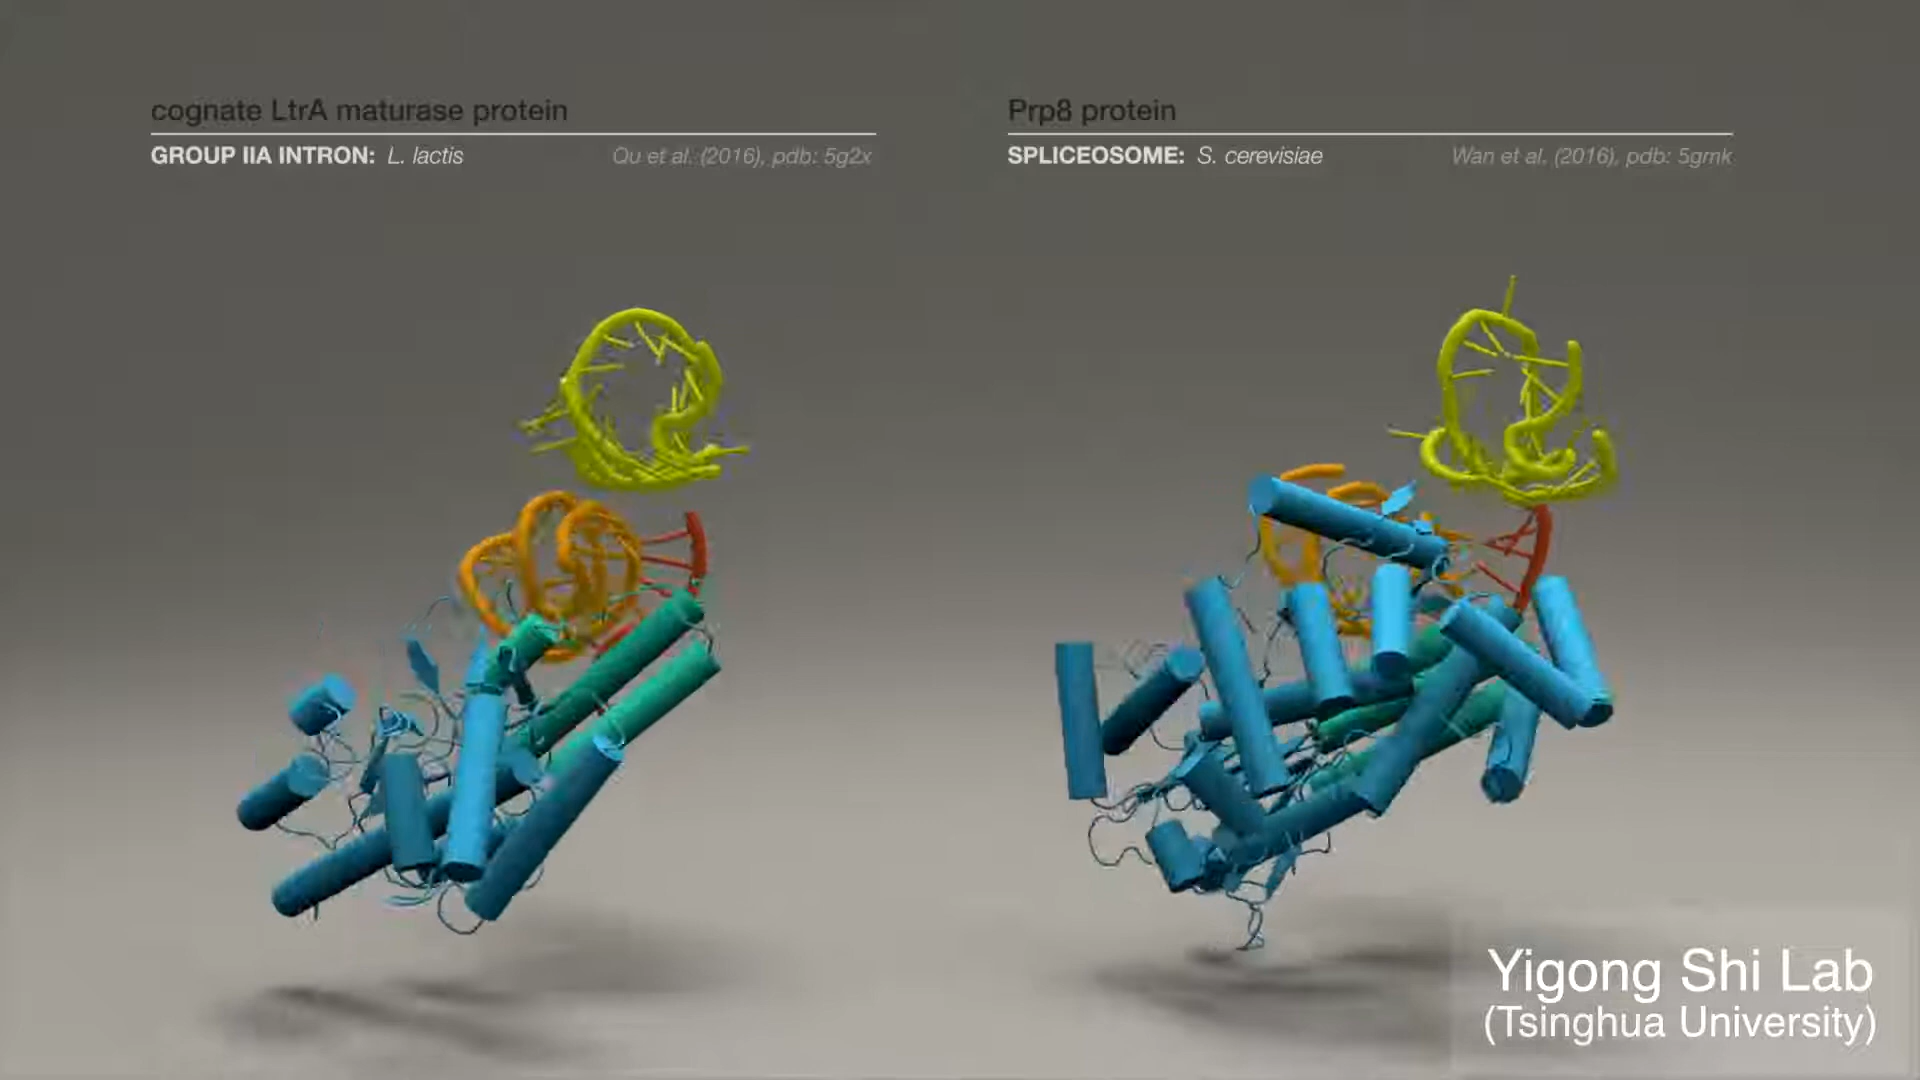 cognate LtrA maturase protein
GROUP IIA INTRON: L. lactis
Qu et al. (2016), pdb: 5g2x
Prp8 protein
SPLICEOSOME: S. cerevisiae
Wan et al. (2016), pdb: 5gmk
Yigong Shi Lab
(Tsinghua University)